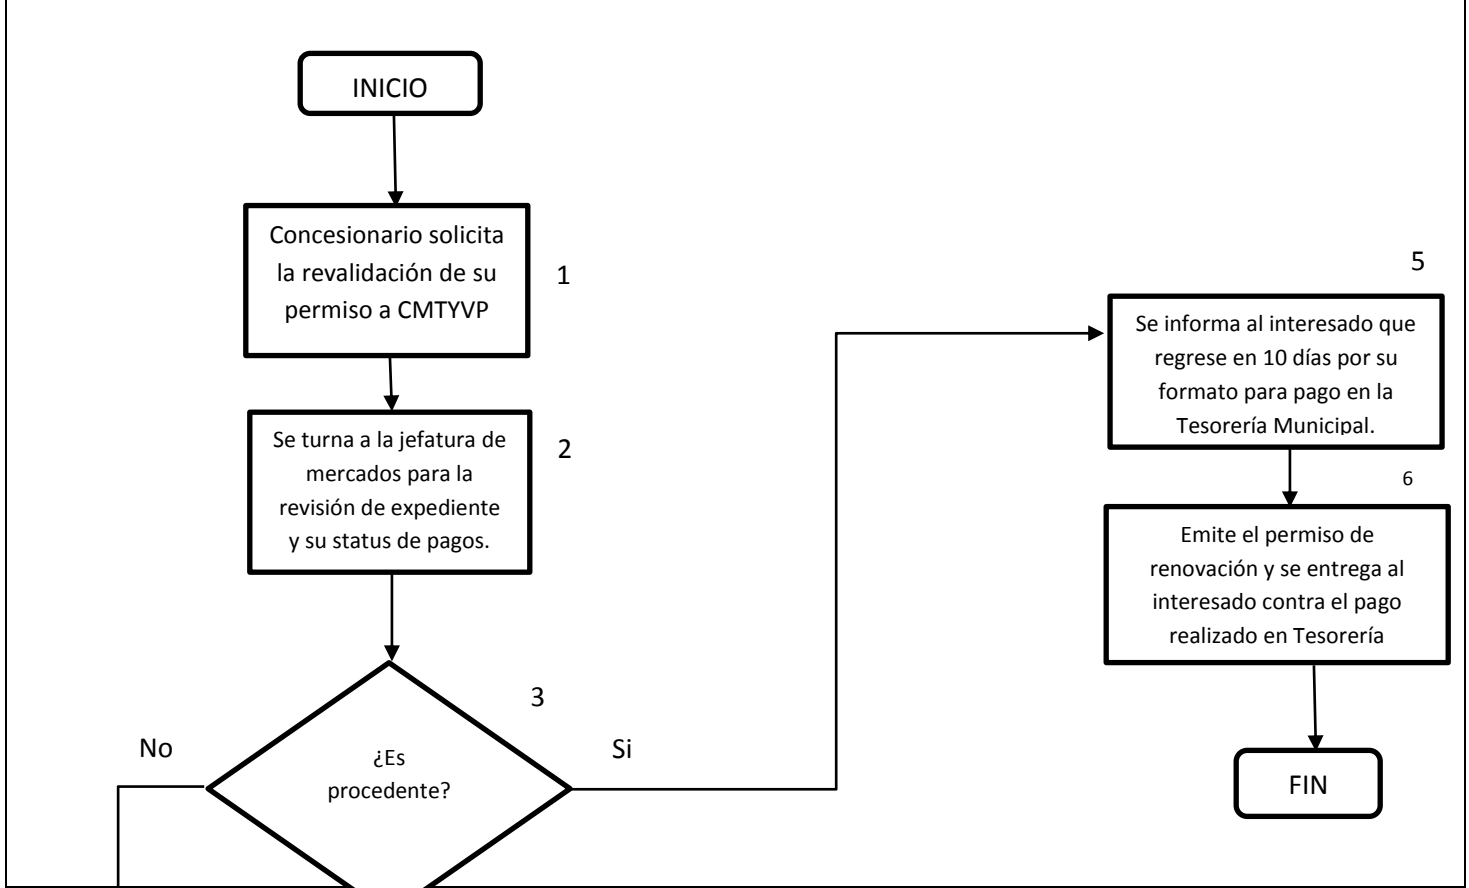 INICIO
Concesionario solicita
la revalidación de su
permiso a CMTYVP
1
Se turna a la jefatura de
mercados para la
revisión de expediente
y su status de pagos.
2
3
No
Si
¿Es
procedente?
5
Se informa al interesado que
regrese en 10 días por su
formato para pago en la
Tesorería Municipal.
6
Emite el permiso de
renovación y se entrega al
interesado contra el pago
realizado en Tesorería
FIN